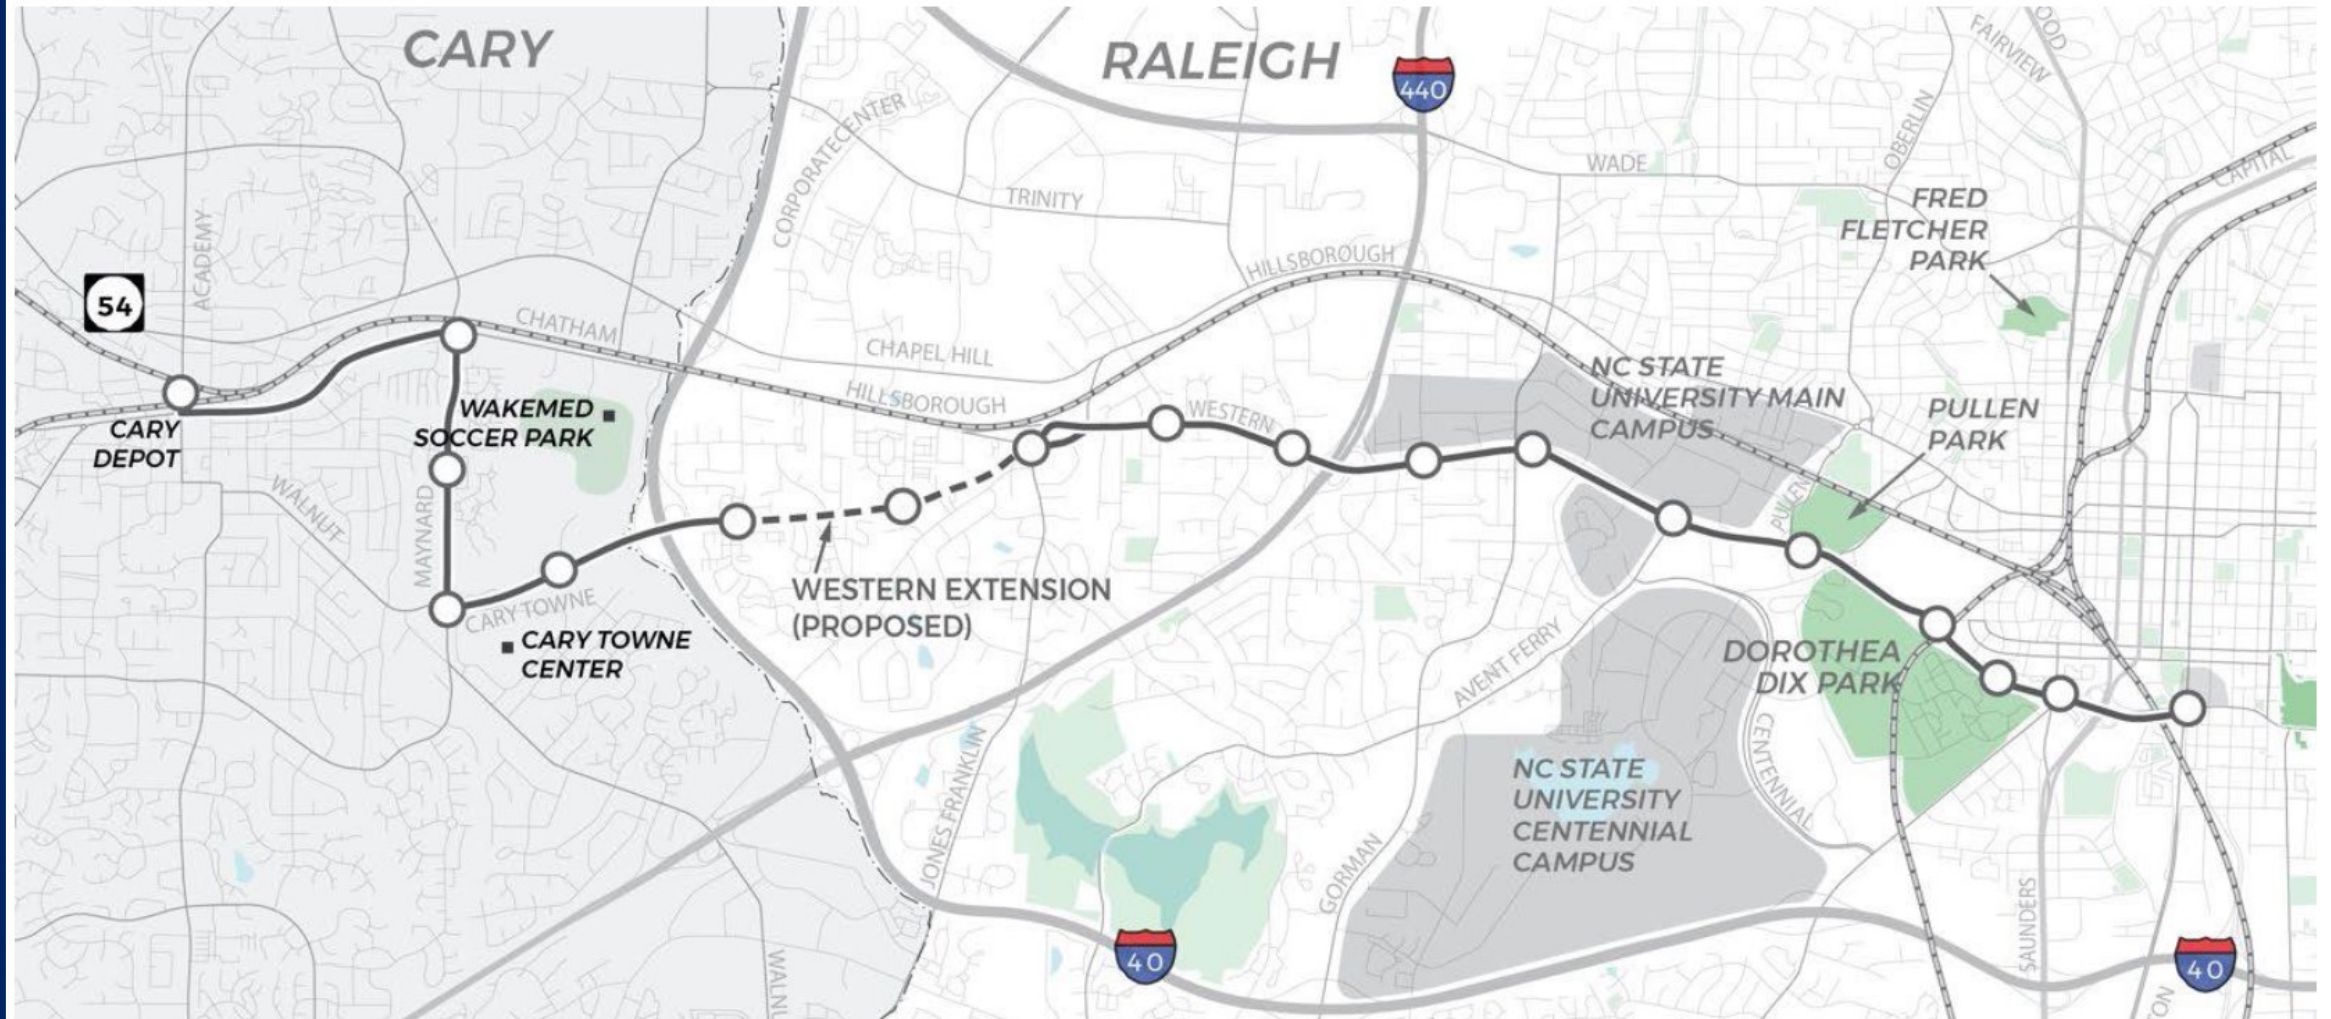 CARY
RALEIGH
440
FAIRVIEW
CORPORATE CENTER
OBERLIN
WADE
CAPITAL
TRINITY
FRED
FLETCHER
PARK
ACADEMY
HILLSBOROUGH
54
CHATHAM
CHAPEL HILL
HILLSBOROUGH
NC STATE
UNIVERSITY MAIN
CAMPUS
WAKEMED
SOCCER PARK
WESTERN
PULLEN
PARK
CARY
DEPOT
WALNUT
MAYNARD
PULLEN
CARY TOWNE
WESTERN EXTENSION
(PROPOSED)
CARY TOWNE
CENTER
AVENT FERRY
DOROTHEA
DIX PARK
JONES FRANKLIN
CENTENNIAL
NC STATE
UNIVERSITY
CENTENNIAL
CAMPUS
GORMAN
SAUNDERS
40
40